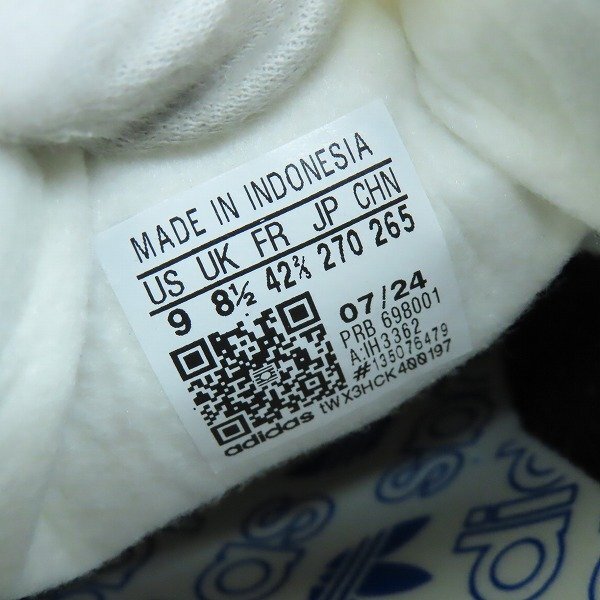 MADE IN INDONESIA
US UK FR JP CHN
9 8½ 42⅔ 270 265
07/24
PRB 698001
A:IH3362
#135076479
adidas tWX3HCK400197